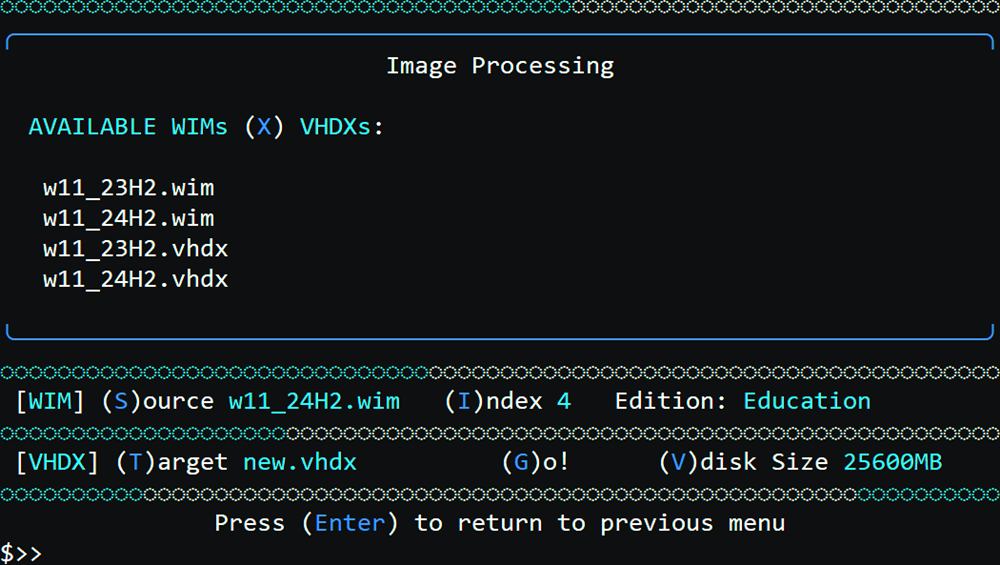 Image Processing
AVAILABLE WIMs (X) VHDXs:
w11_23H2.wim
w11_24H2.wim
w11_23H2.vhdx
w11_24H2.vhdx
[WIM] (S)ource w11_24H2.wim (I)ndex 4 Edition: Education
[VHDX] (T)arget new.vhdx (G)o! (V)disk Size 25600MB
Press (Enter) to return to previous menu
$>>